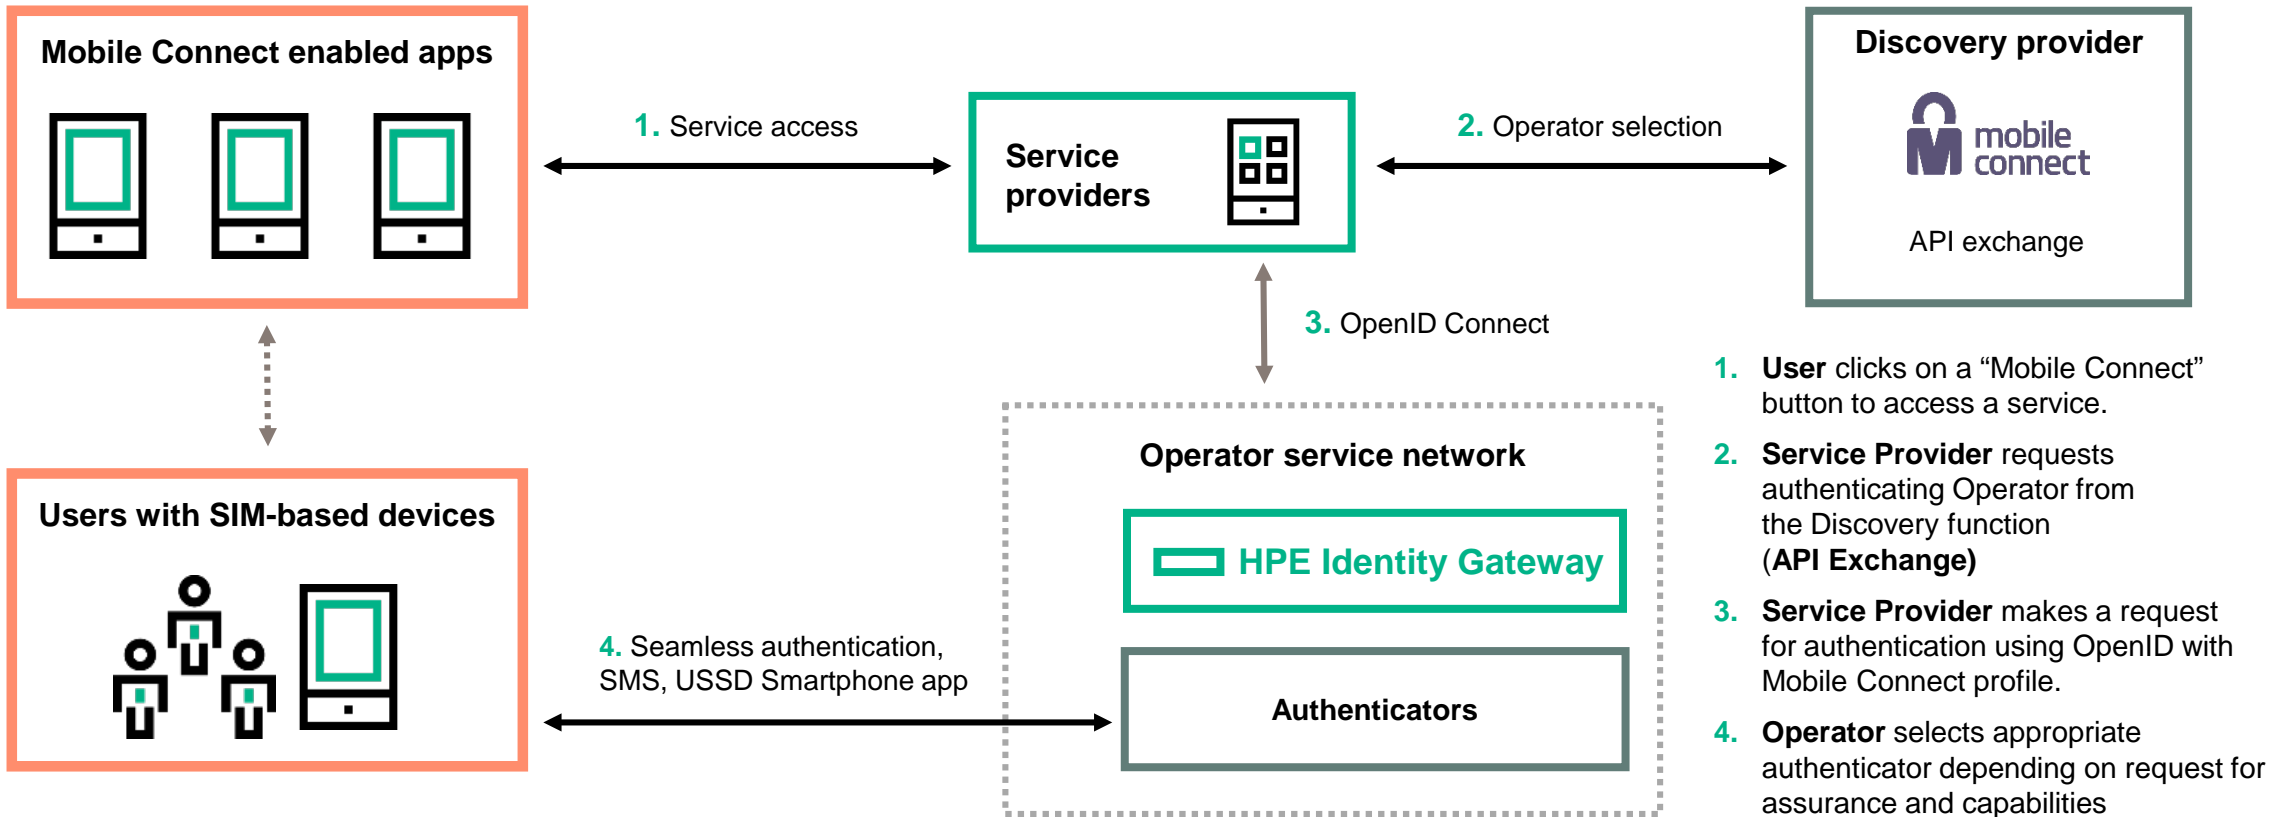 Mobile Connect enabled apps
1. Service access
Service
providers
2. Operator selection
Discovery provider
mobile
connect
API exchange
3. OpenID Connect
Users with SIM-based devices
4. Seamless authentication,
SMS, USSD Smartphone app
Operator service network
HPE Identity Gateway
Authenticators
1. User clicks on a “Mobile Connect”
button to access a service.
2. Service Provider requests
authenticating Operator from
the Discovery function
(API Exchange)
3. Service Provider makes a request
for authentication using OpenID with
Mobile Connect profile.
4. Operator selects appropriate
authenticator depending on request for
assurance and capabilities